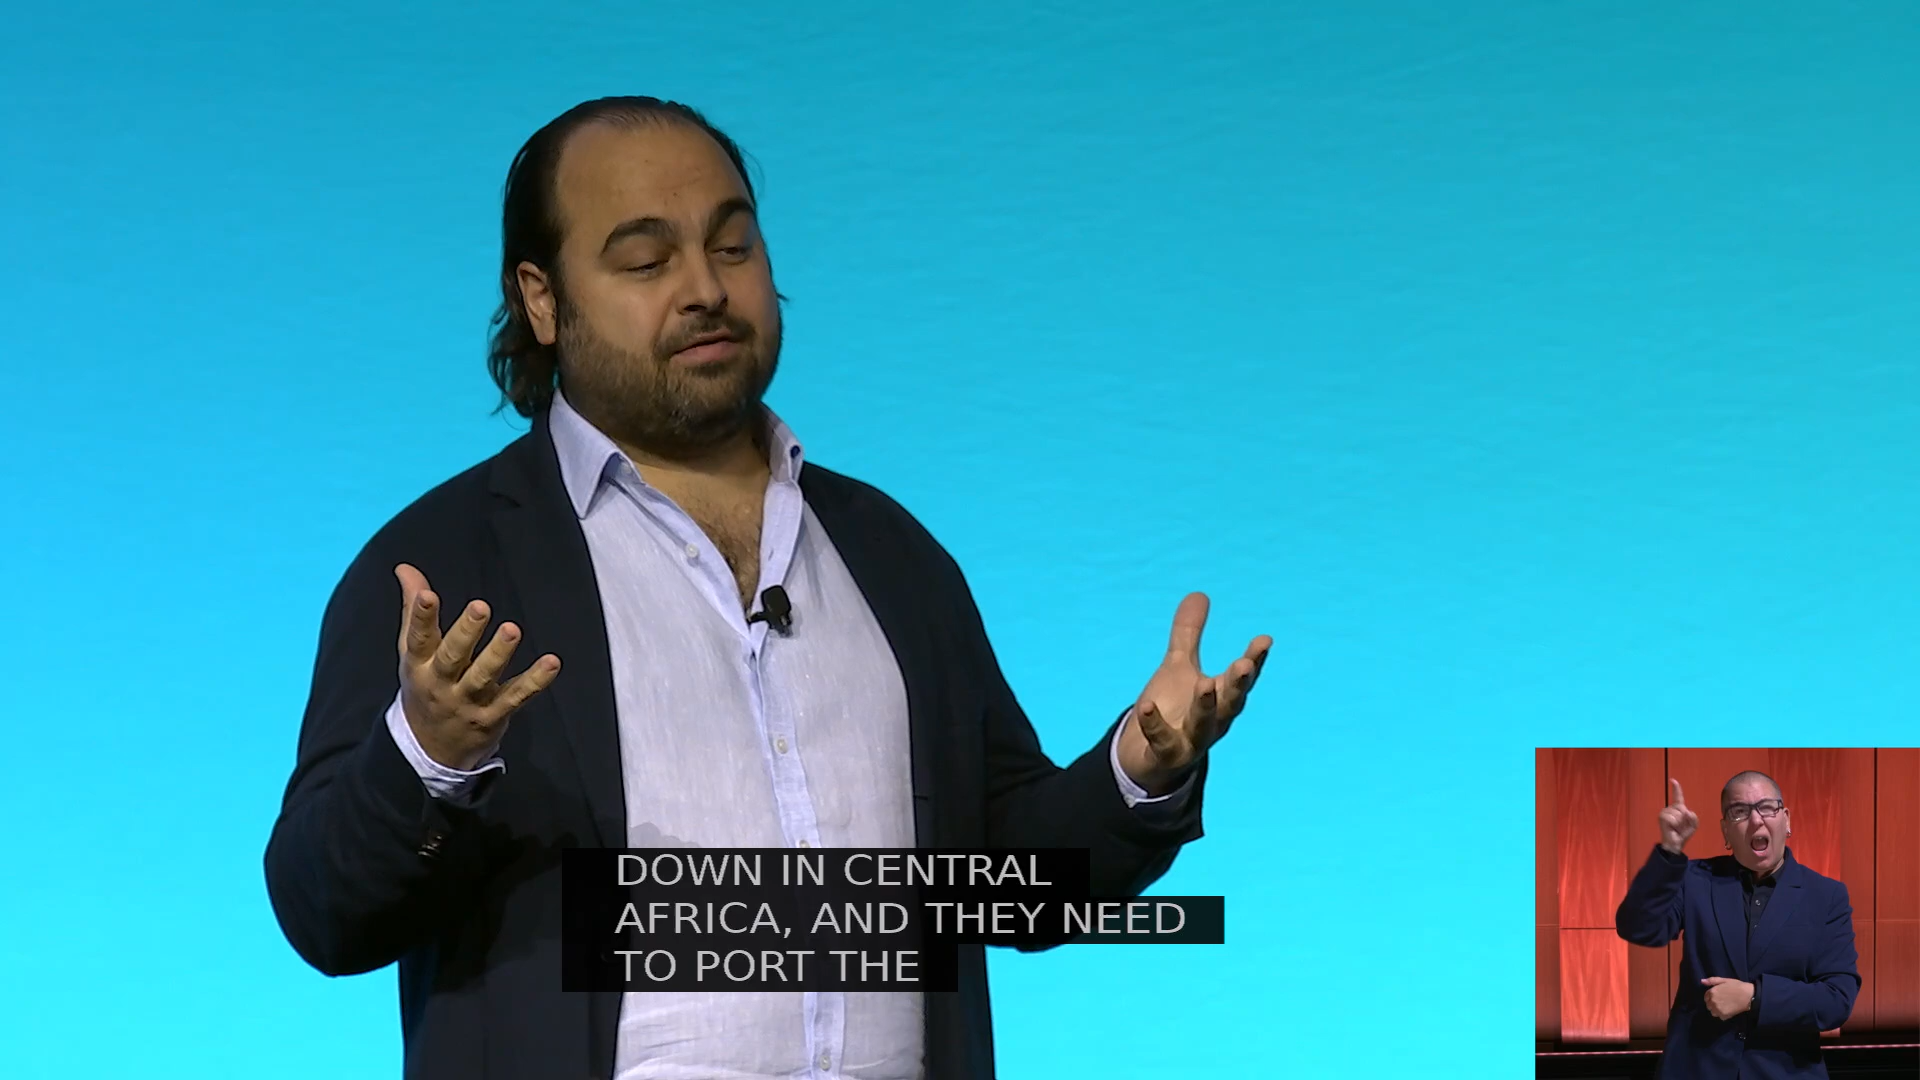 DOWN IN CENTRAL
AFRICA, AND THEY NEED
TO PORT THE